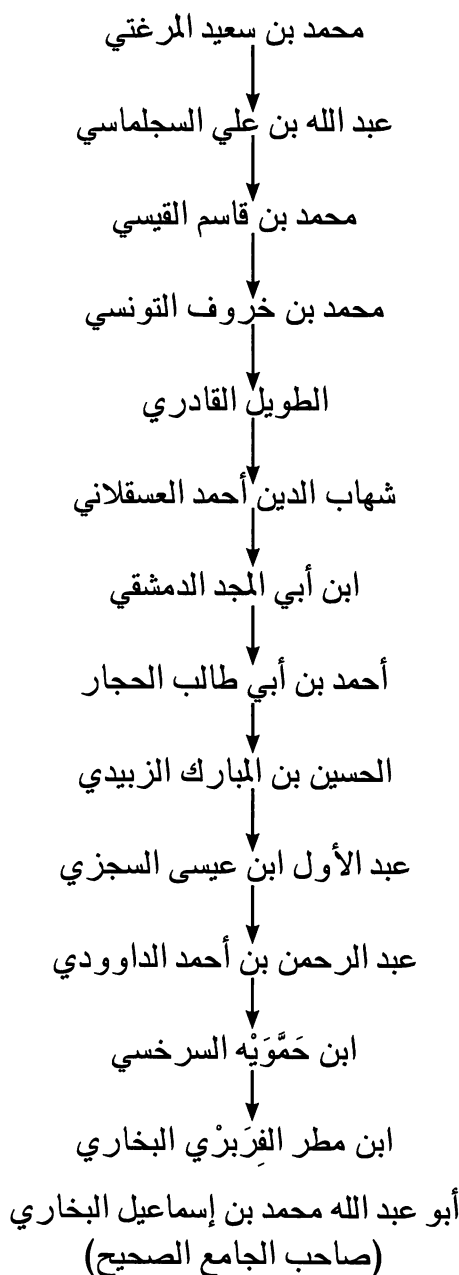 محمد بن سعيد المرغتي
عبد الله بن علي السجلماسي
محمد بن قاسم القيسي
محمد بن خروف التونسي
الطويل القادري
شهاب الدين أحمد العسقلاني
ابن أبي المجد الدمشقي
أحمد بن أبي طالب الحجار
الحسين بن المبارك الزبيدي
عبد الأول ابن عيسى السجزي
عبد الرحمن بن أحمد الداوودي
ابن حَمَّوَيْه السرخسي
ابن مطر الفِرَبرْي البخاري
أبو عبد الله محمد بن إسماعيل البخاري
(صاحب الجامع الصحيح)